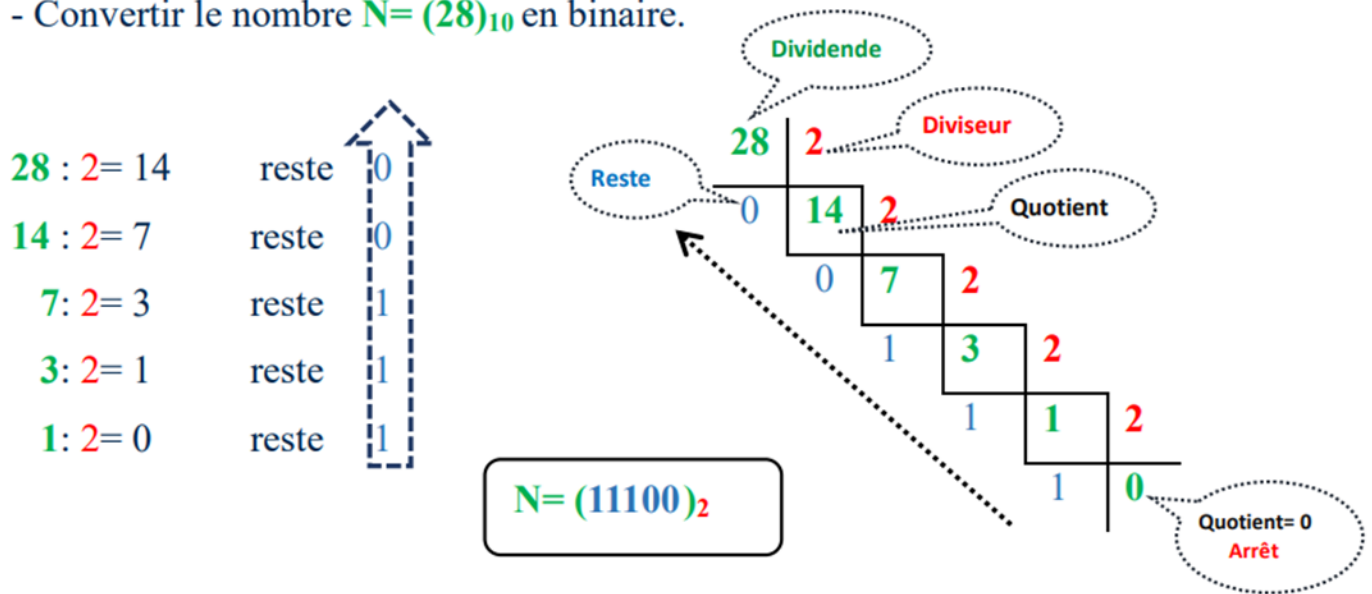 - Convertir le nombre N= (28)₁₀ en binaire.
28 : 2= 14 reste 0
14 : 2= 7 reste 0
7: 2= 3 reste 1
3: 2= 1 reste 1
1: 2= 0 reste 1
N= (11100)₂
Dividende
28 2
Diviseur
Reste
0 14 2
Quotient
0 7 2
1 3 2
1 1 2
1 0
Quotient= 0
Arrêt